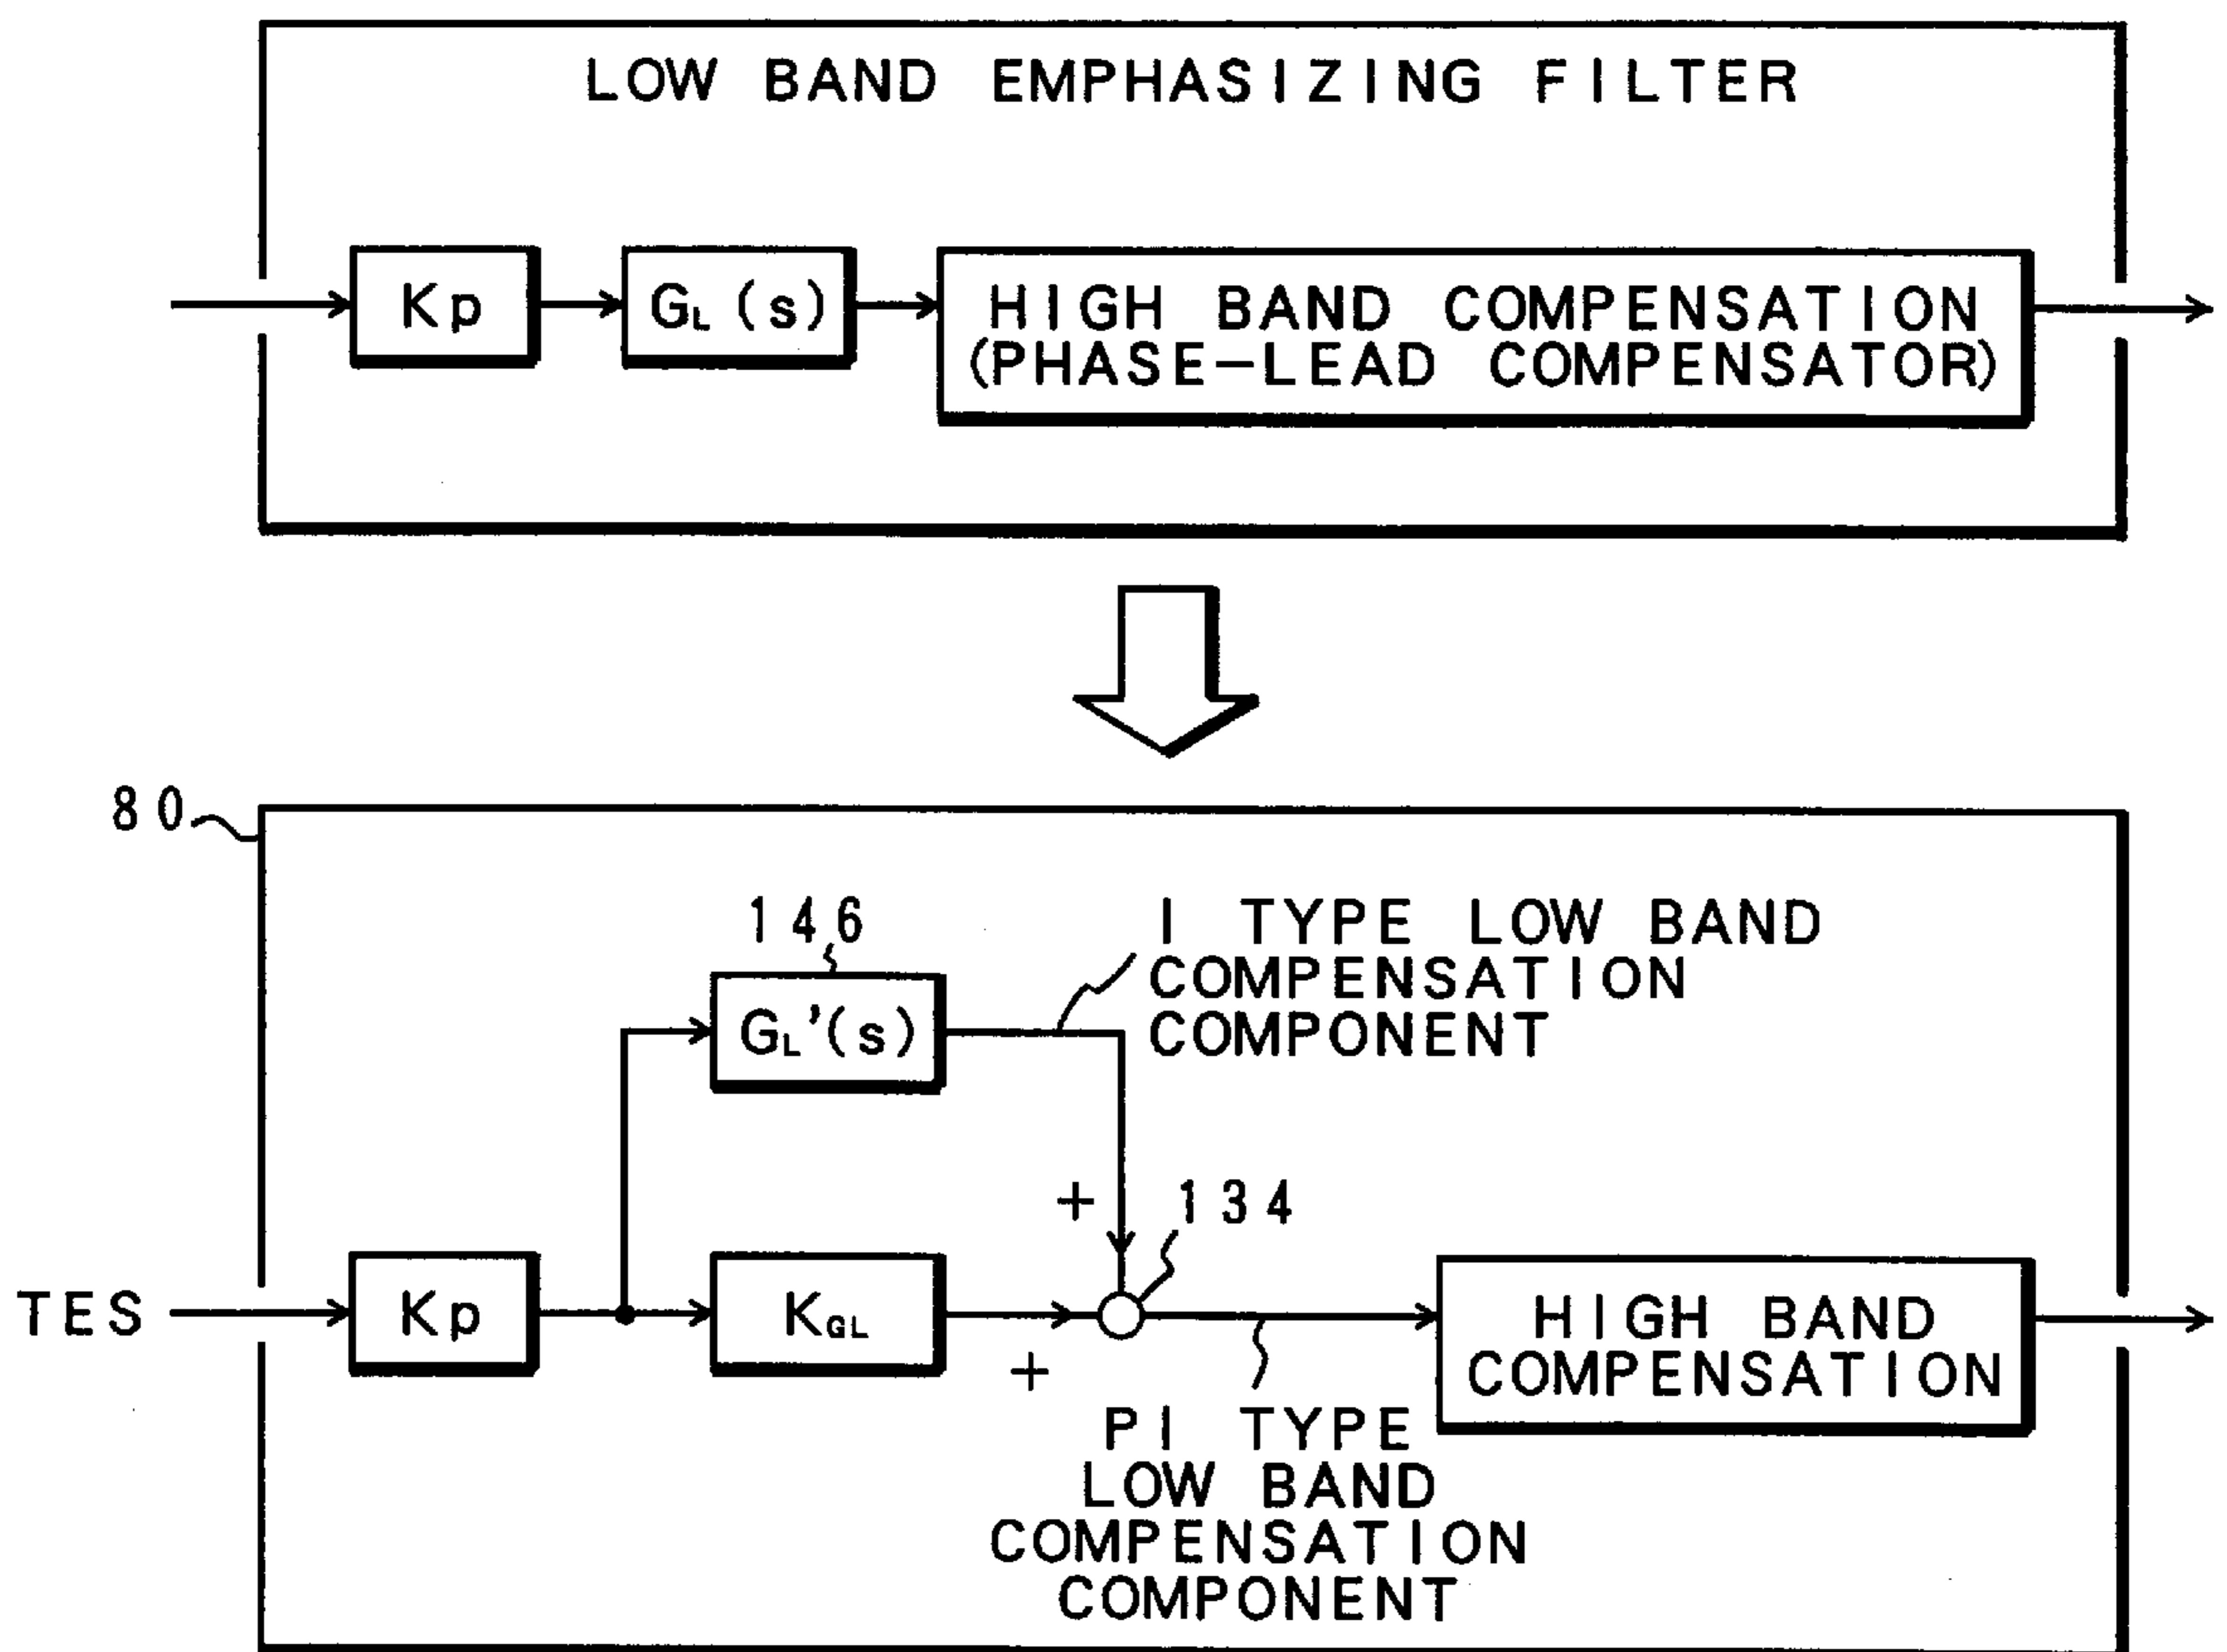 LOW BAND EMPHASIZING FILTER
Kp
GL (s)
HIGH BAND COMPENSATION
(PHASE-LEAD COMPENSATOR)
80
146
I TYPE LOW BAND
COMPENSATION
COMPONENT
GL'(s)
+
134
TES
Kp
KGL
+
HIGH BAND
COMPENSATION
PI TYPE
LOW BAND
COMPENSATION
COMPONENT